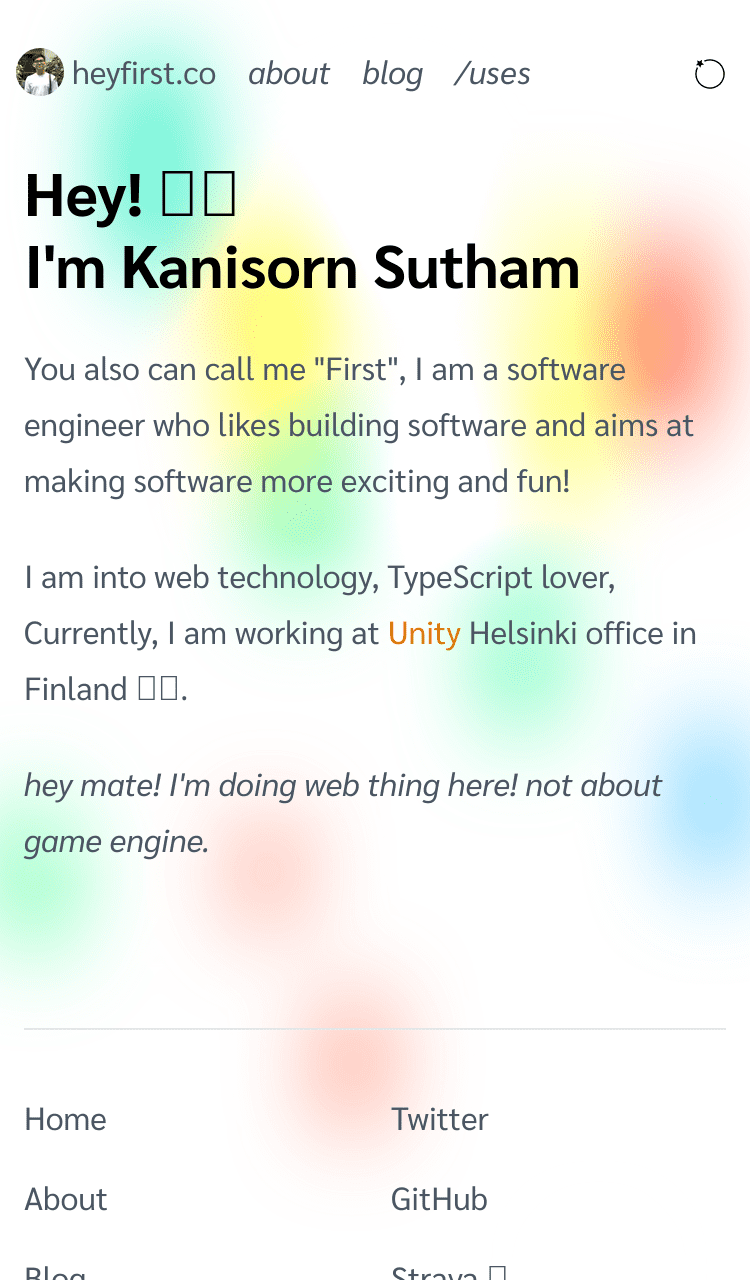 heyfirst.co about blog /uses
Hey! 
I'm Kanisorn Sutham
You also can call me "First", I am a software
engineer who likes building software and aims at
making software more exciting and fun!
I am into web technology, TypeScript lover,
Currently, I am working at Unity Helsinki office in
Finland .
hey mate! I'm doing web thing here! not about
game engine.
Home Twitter
About GitHub
Blog Strava